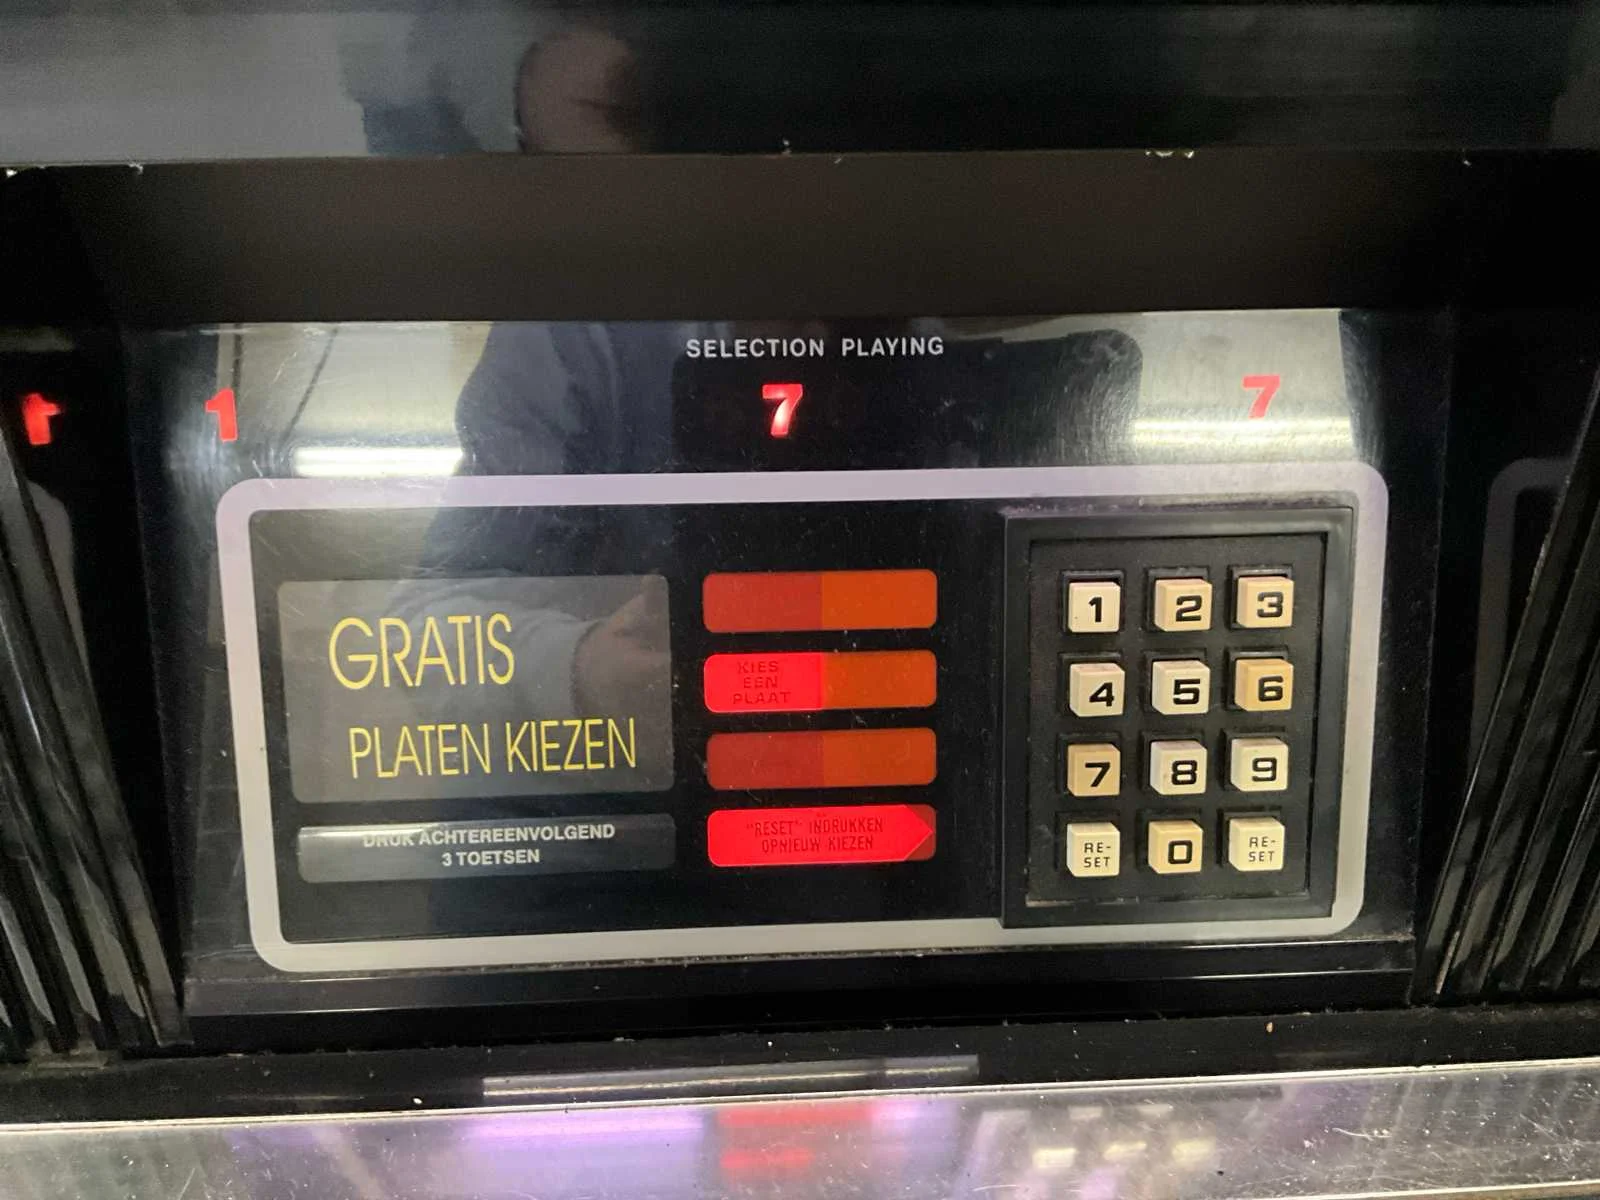 SELECTION PLAYING
1 7 7
GRATIS
PLATEN KIEZEN
DRUK ACHTEREENVOLGEND
3 TOETSEN
KIES
EEN
PLAAT
"RESET" INDRUKKEN
OPNIEUW KIEZEN
1 2 3
4 5 6
7 8 9
RE-
SET
0
RE-
SET